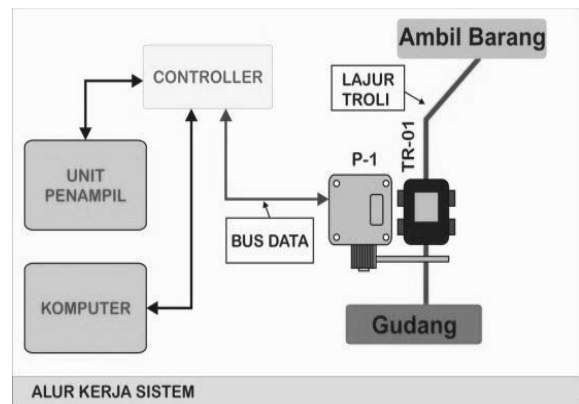 Ambil Barang
CONTROLLER
LAJUR
TROLI
TR-01
P-1
UNIT
PENAMPIL
BUS DATA
KOMPUTER
Gudang
ALUR KERJA SISTEM